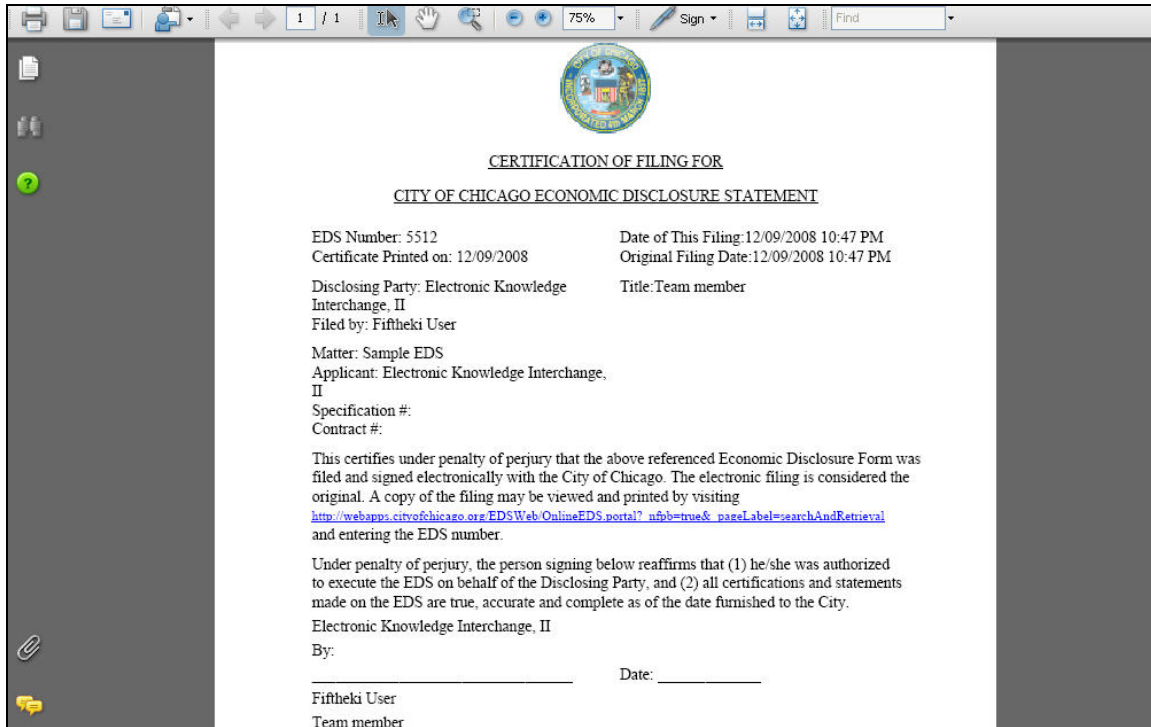 1 / 1 75% Sign Find
CITY OF CHICAGO
INCORPORATED 4th MARCH 1837
CERTIFICATION OF FILING FOR
CITY OF CHICAGO ECONOMIC DISCLOSURE STATEMENT
EDS Number: 5512
Certificate Printed on: 12/09/2008
Date of This Filing:12/09/2008 10:47 PM
Original Filing Date:12/09/2008 10:47 PM
Disclosing Party: Electronic Knowledge
Interchange, II
Filed by: Fiftheki User
Title:Team member
Matter: Sample EDS
Applicant: Electronic Knowledge Interchange,
II
Specification #:
Contract #:
This certifies under penalty of perjury that the above referenced Economic Disclosure Form was
filed and signed electronically with the City of Chicago. The electronic filing is considered the
original. A copy of the filing may be viewed and printed by visiting
http://webapps.cityofchicago.org/EDSWeb/OnlineEDS.portal?_nfpb=true&_pageLabel=searchAndRetrieval
and entering the EDS number.
Under penalty of perjury, the person signing below reaffirms that (1) he/she was authorized
to execute the EDS on behalf of the Disclosing Party, and (2) all certifications and statements
made on the EDS are true, accurate and complete as of the date furnished to the City.
Electronic Knowledge Interchange, II
By:
Date:
Fiftheki User
Team member